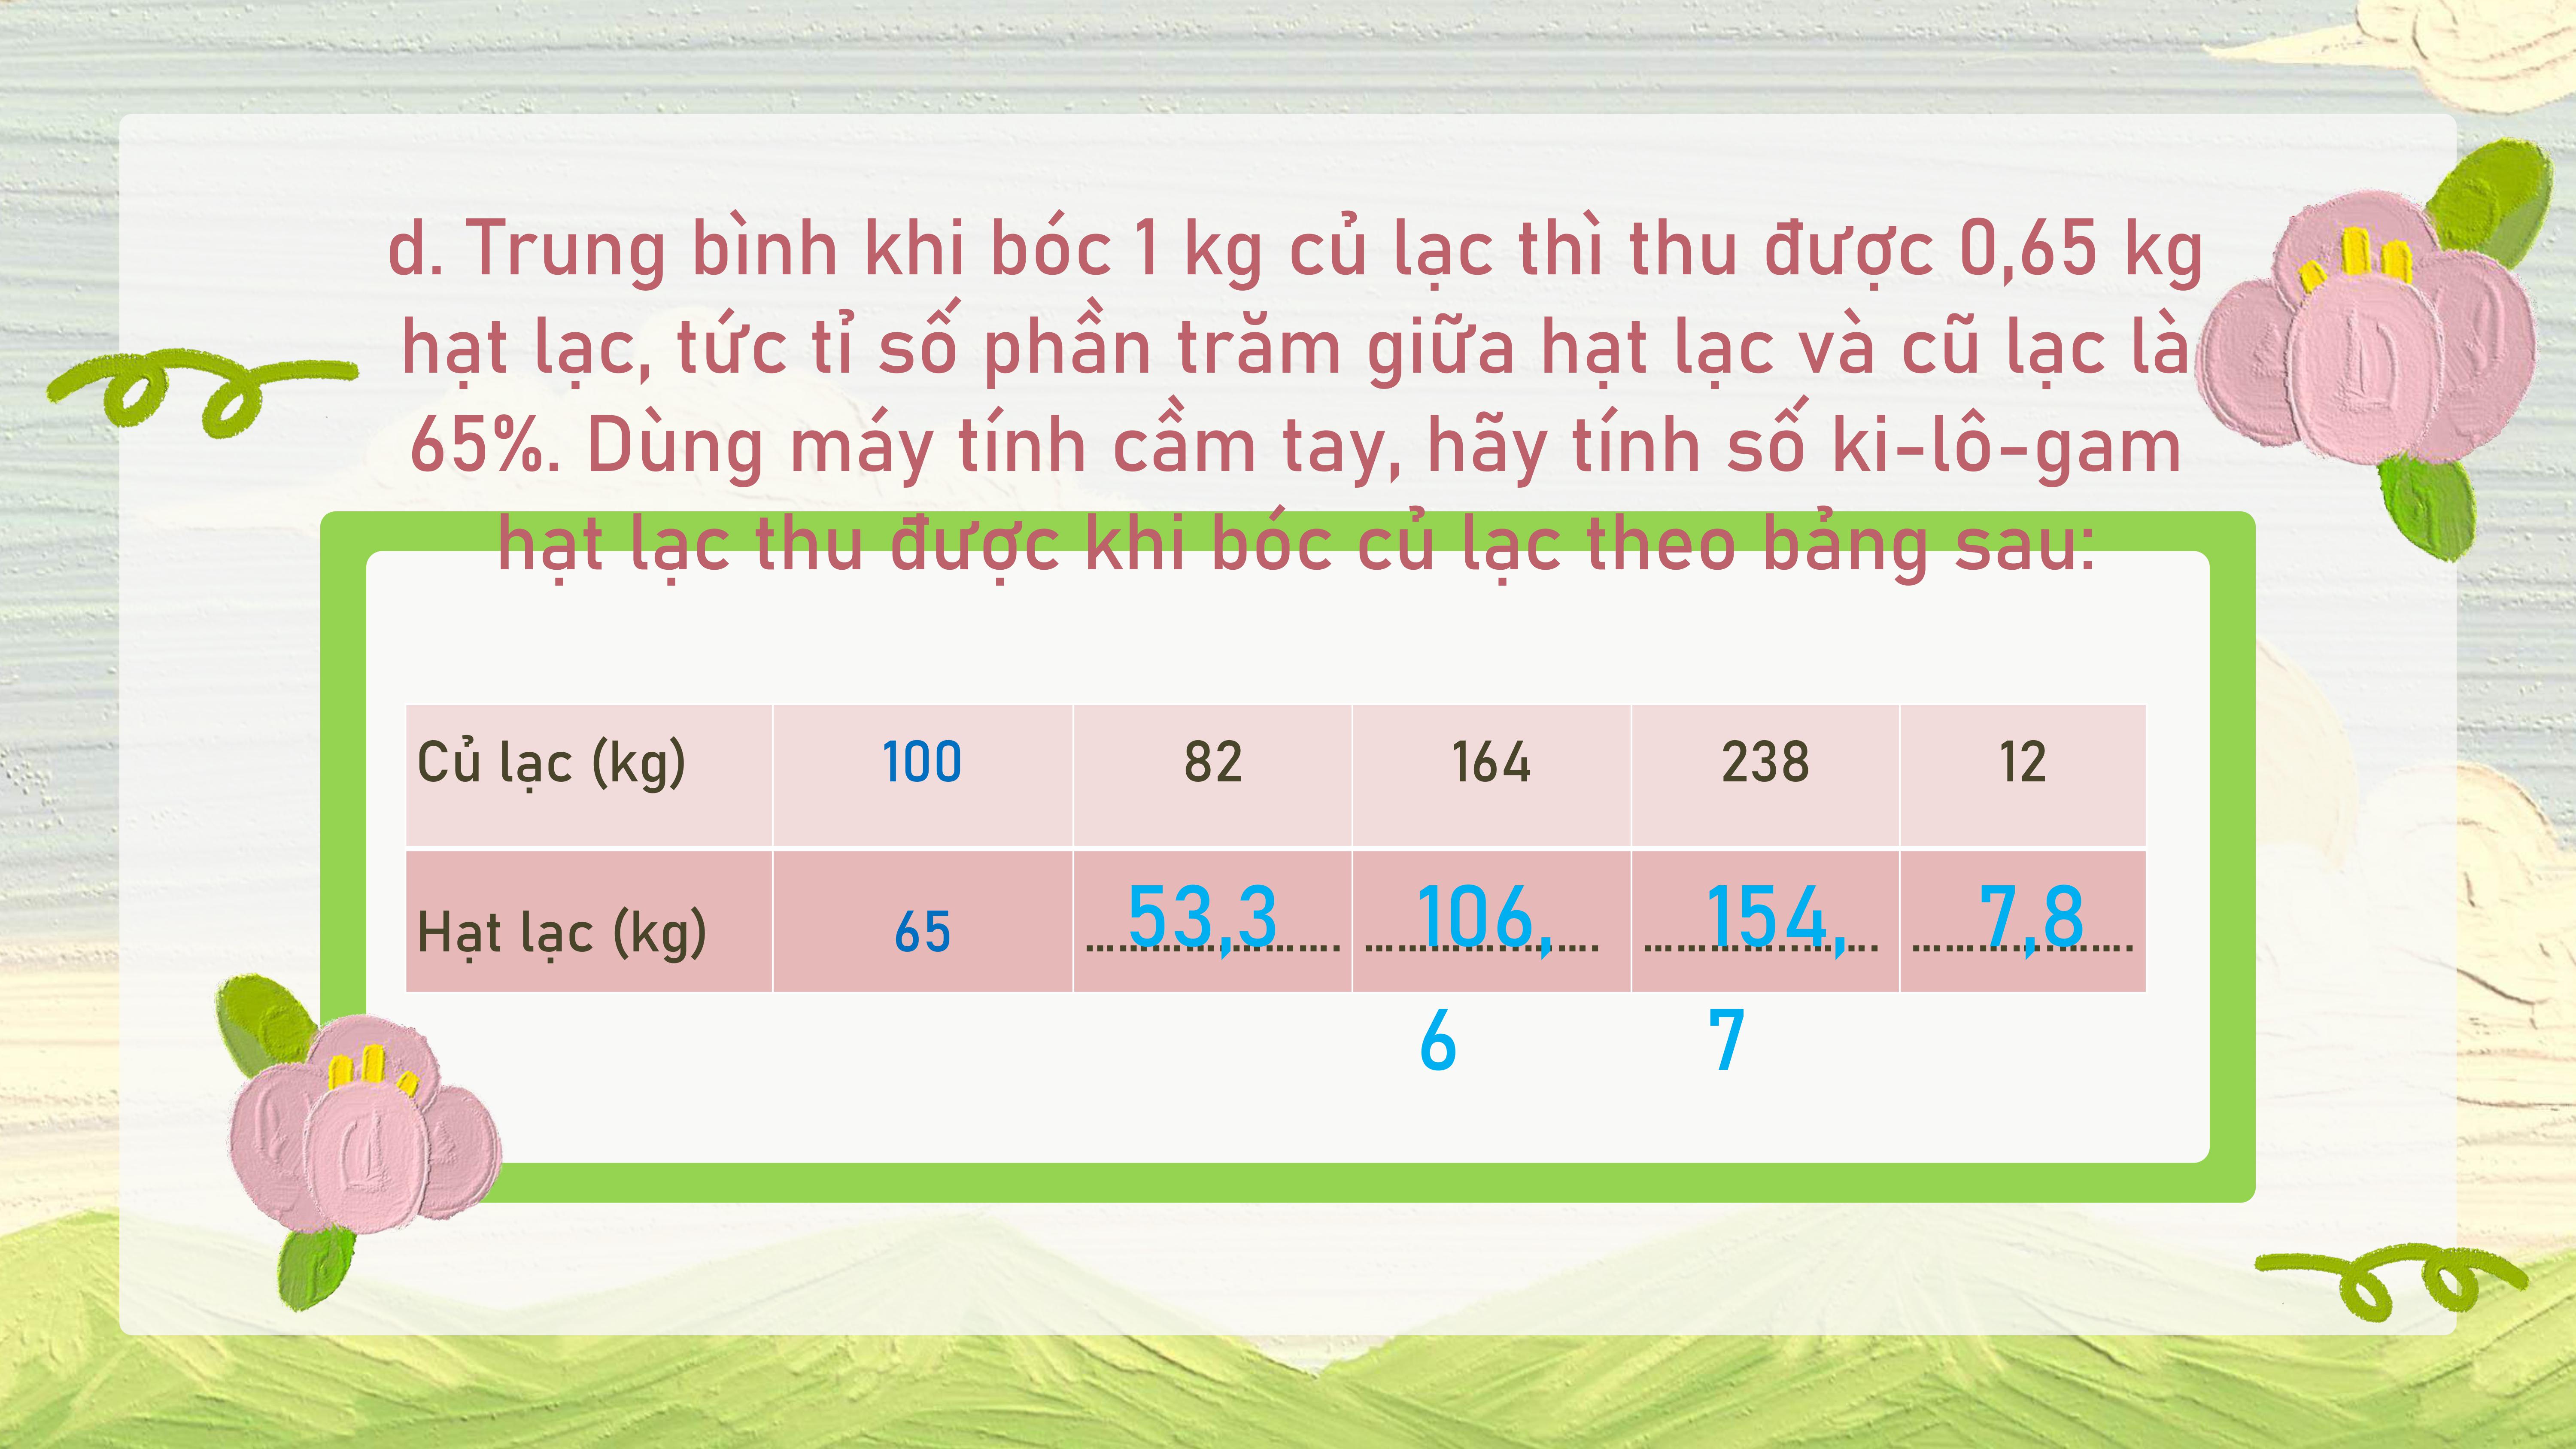 d. Trung bình khi bóc 1 kg củ lạc thì thu được 0,65 kg
hạt lạc, tức tỉ số phần trăm giữa hạt lạc và cũ lạc là
65%. Dùng máy tính cầm tay, hãy tính số ki-lô-gam
hạt lạc thu được khi bóc củ lạc theo bảng sau:
Củ lạc (kg) 100 82 164 238 12
Hạt lạc (kg) 65 53,3 106, 154, 7,8
6 7